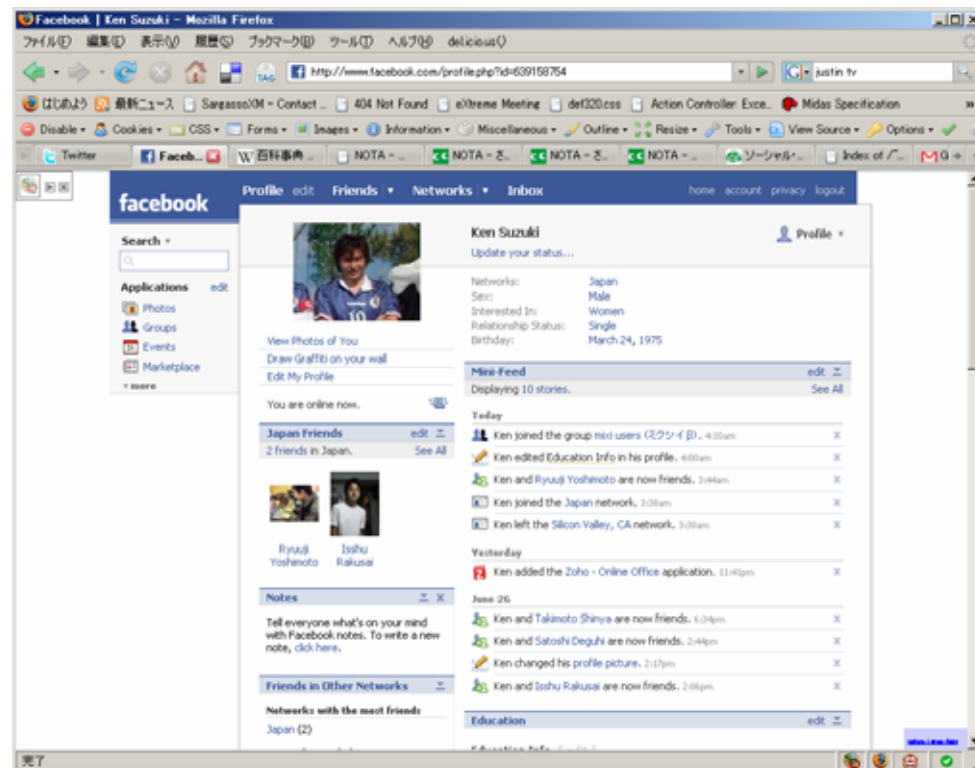 Facebook | Ken Suzuki - Mozilla Firefox
ファイル(F) 編集(E) 表示(V) 履歴(S) ブックマーク(B) ツール(T) ヘルプ(H) delicious()
TAG http://www.facebook.com/profile.php?id=639158754 G justin tv
はじめよう 最新ニュース SargassoXM - Contact ... 404 Not Found eXtreme Meeting def320.css Action Controller: Exce... Midas Specification
Disable Cookies CSS Forms Images Information Miscellaneous Outline Resize Tools View Source Options
Twitter Faceb... 百科事典 ... NOTA - ... NOTA - さ... NOTA - さ... NOTA - ... ソーシャル・... Index of /"...
facebook
Profile edit Friends Networks Inbox home account privacy logout
Search
Applications edit
Photos
Groups
Events
Marketplace
more
10
View Photos of You
Draw Graffiti on your wall
Edit My Profile
You are online now.
Japan Friends edit
2 friends in Japan. See All
Ryuuji Yoshimoto
Isshu Rakusai
Notes x
Tell everyone what's on your mind
with Facebook notes. To write a new
note, click here.
Friends in Other Networks
Networks with the most friends
Japan (2)
Ken Suzuki
Update your status...
Profile
Networks: Japan
Sex: Male
Interested In: Women
Relationship Status: Single
Birthday: March 24, 1975
Mini-Feed edit
Displaying 10 stories. See All
Today
Ken joined the group mixi users (ミクシィ族). 4:10am x
Ken edited Education Info in his profile. 4:00am x
Ken and Ryuuji Yoshimoto are now friends. 3:44am x
Ken joined the Japan network. 3:38am x
Ken left the Silicon Valley, CA network. 3:38am x
Yesterday
Ken added the Zoho - Online Office application. 11:40pm x
June 26
Ken and Takimoto Shinya are now friends. 6:34pm x
Ken and Satoshi Deguhi are now friends. 2:44pm x
Ken changed his profile picture. 2:17pm x
Ken and Isshu Rakusai are now friends. 2:06pm x
Education edit
Education Info [ edit ]
完了